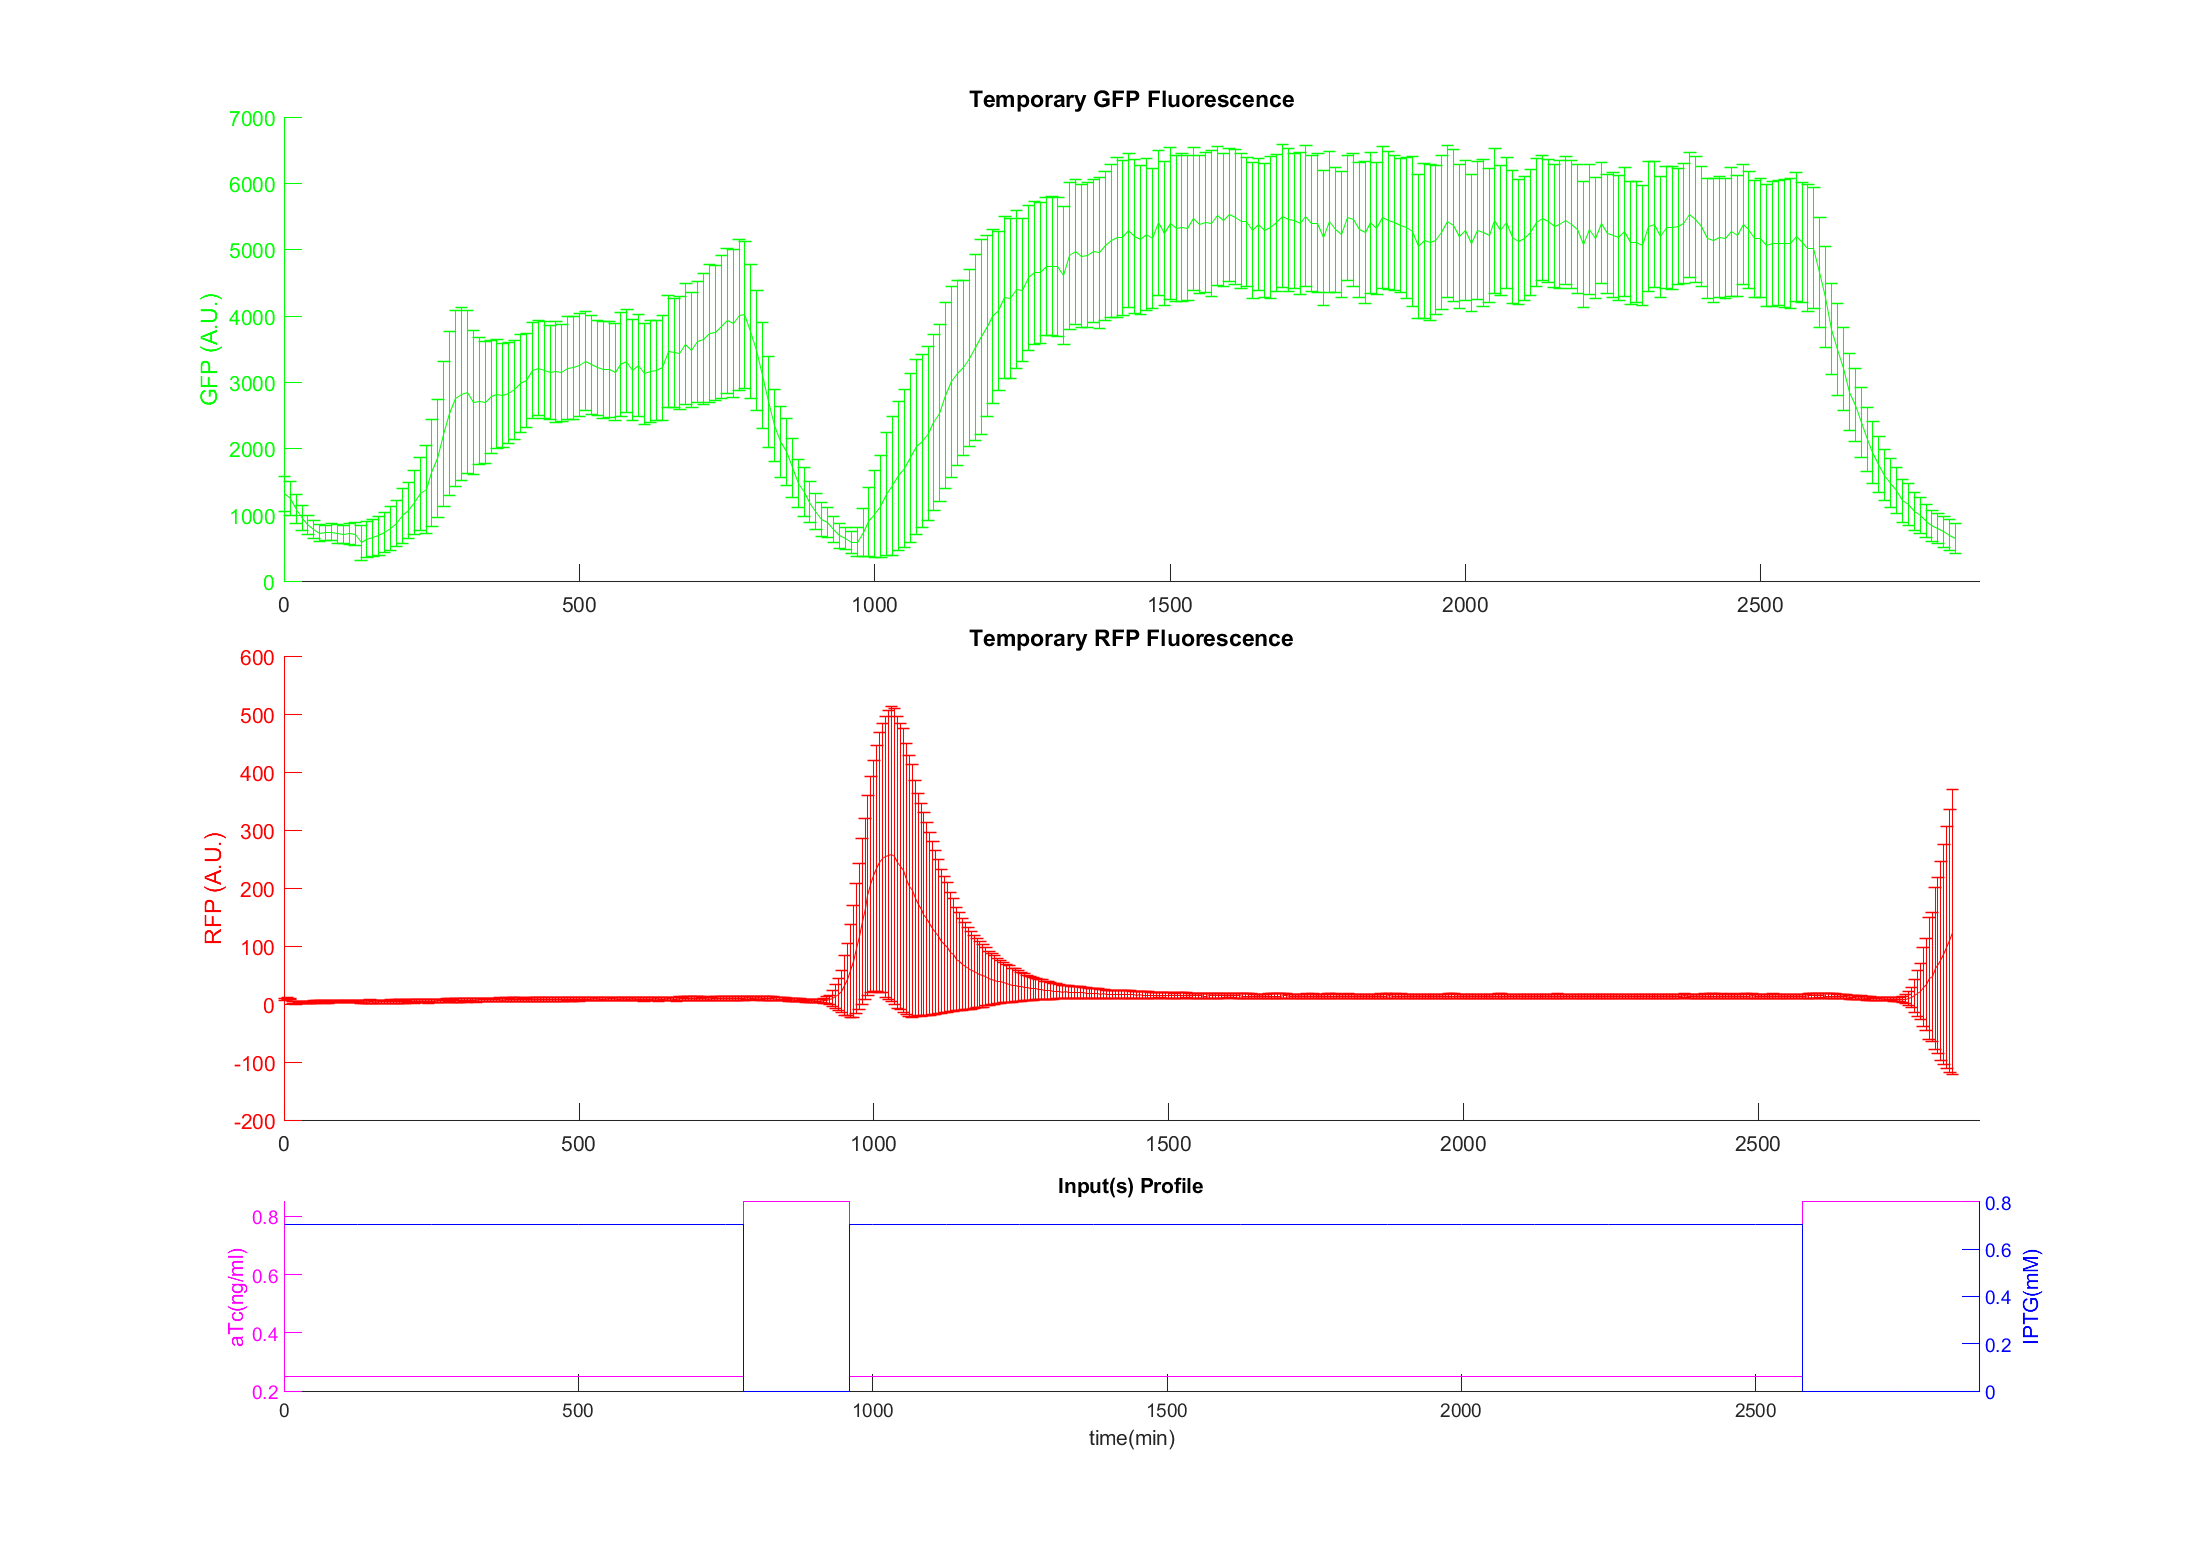 Temporary GFP Fluorescence
7000
6000
5000
4000
3000
2000
1000
0
GFP (A.U.)
0 500 1000 1500 2000 2500
Temporary RFP Fluorescence
600
500
400
300
200
100
0
-100
-200
RFP (A.U.)
0 500 1000 1500 2000 2500
Input(s) Profile
0.8
0.6
0.4
0.2
aTc(ng/ml)
0.8
0.6
0.4
0.2
0
IPTG(mM)
0 500 1000 1500 2000 2500
time(min)